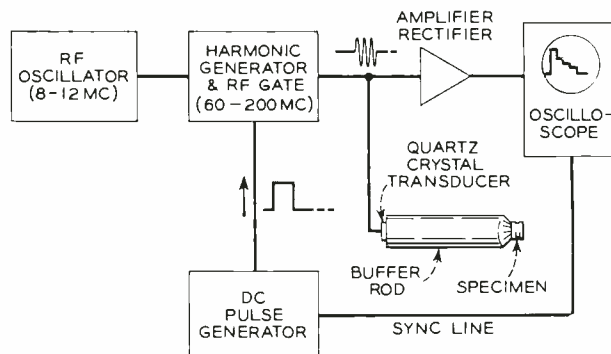 RF
OSCILLATOR
(8-12 MC)
HARMONIC
GENERATOR
& RF GATE
(60-200 MC)
AMPLIFIER
RECTIFIER
OSCILLO-
SCOPE
QUARTZ
CRYSTAL
TRANSDUCER
BUFFER
ROD
SPECIMEN
DC
PULSE
GENERATOR
SYNC LINE